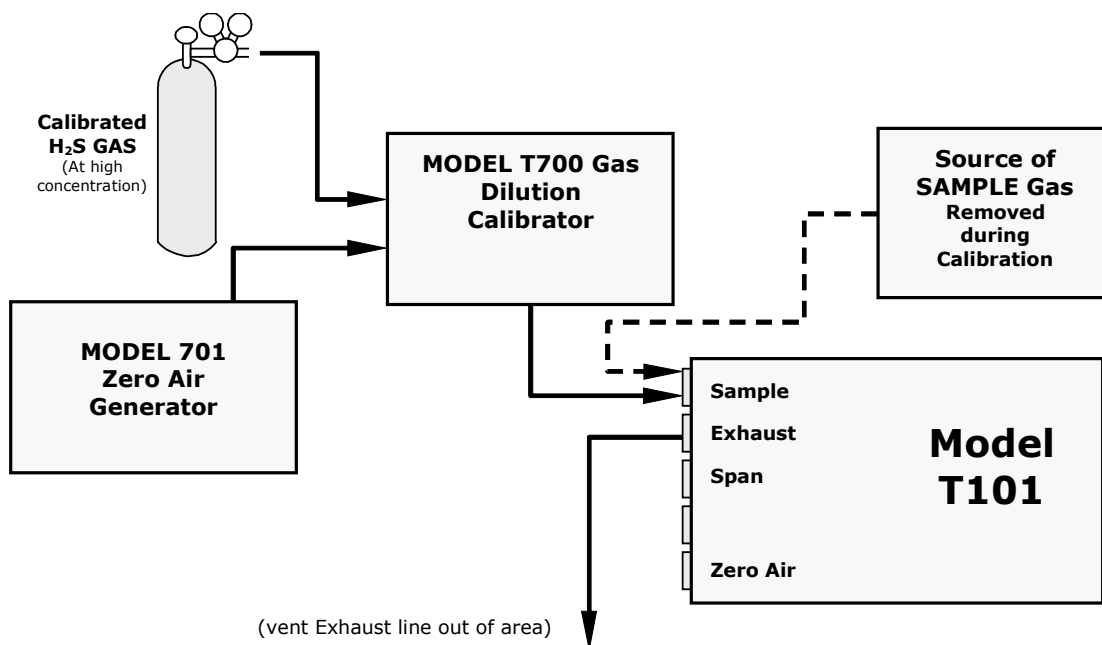 Calibrated
H₂S GAS
(At high
concentration)
MODEL T700 Gas
Dilution
Calibrator
Source of
SAMPLE Gas
Removed
during
Calibration
MODEL 701
Zero Air
Generator
Sample
Exhaust
Span
Zero Air
Model
T101
(vent Exhaust line out of area)